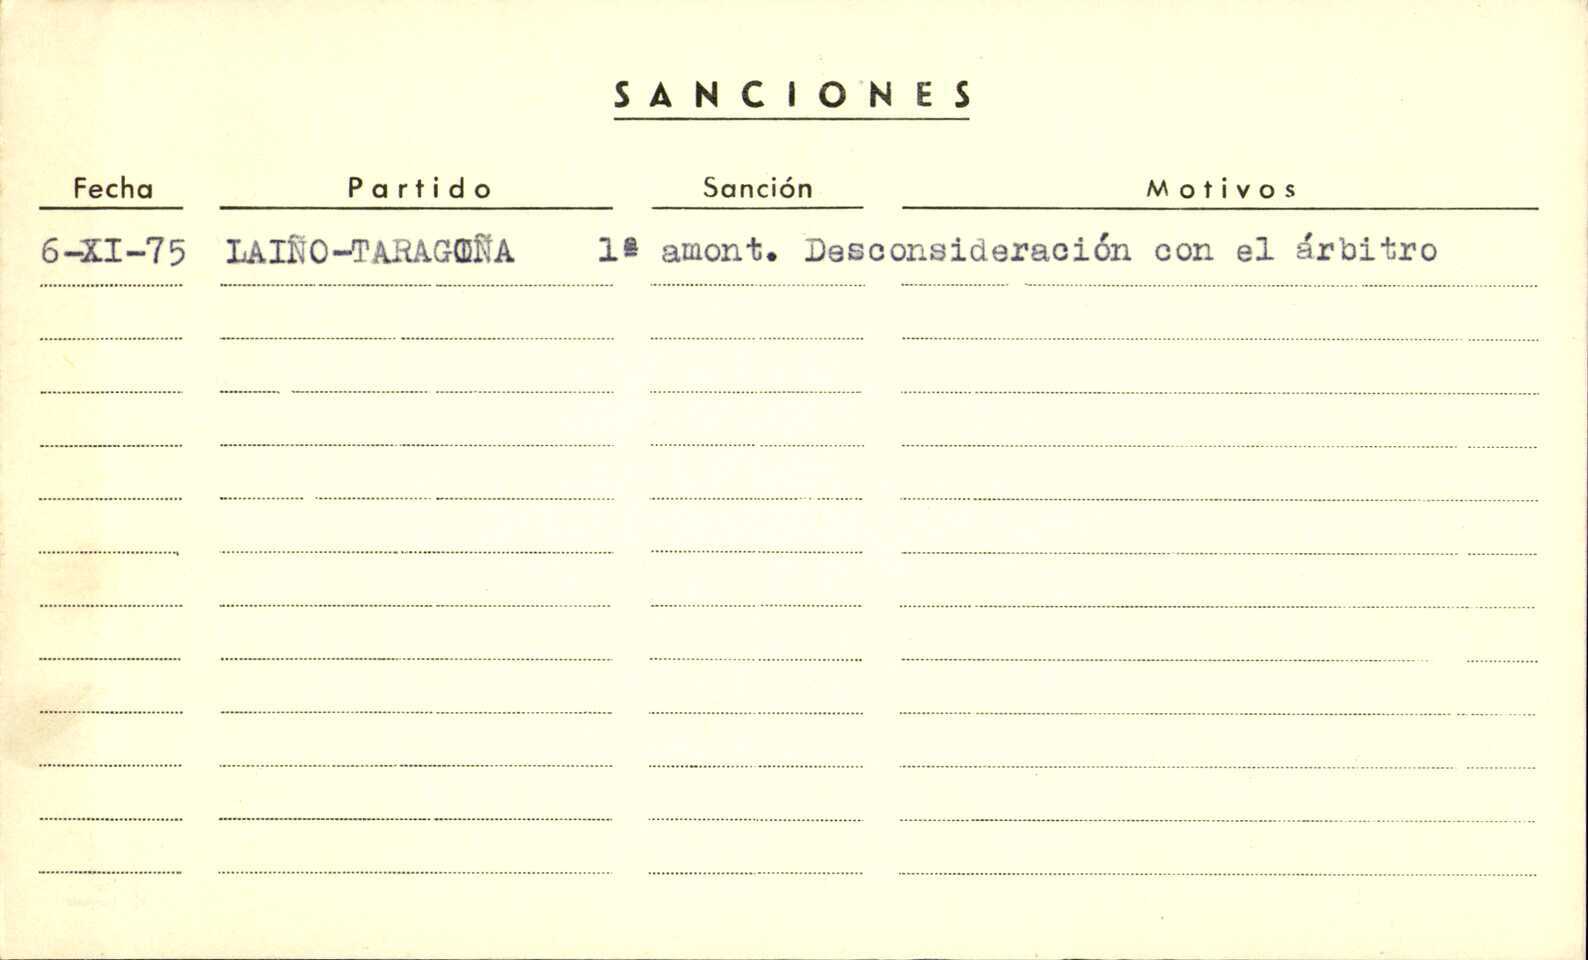 SANCIONES
Fecha Partido Sanción Motivos
6-XI-75 LAIÑO-TARAGOÑA 1ª amont. Desconsideración con el árbitro